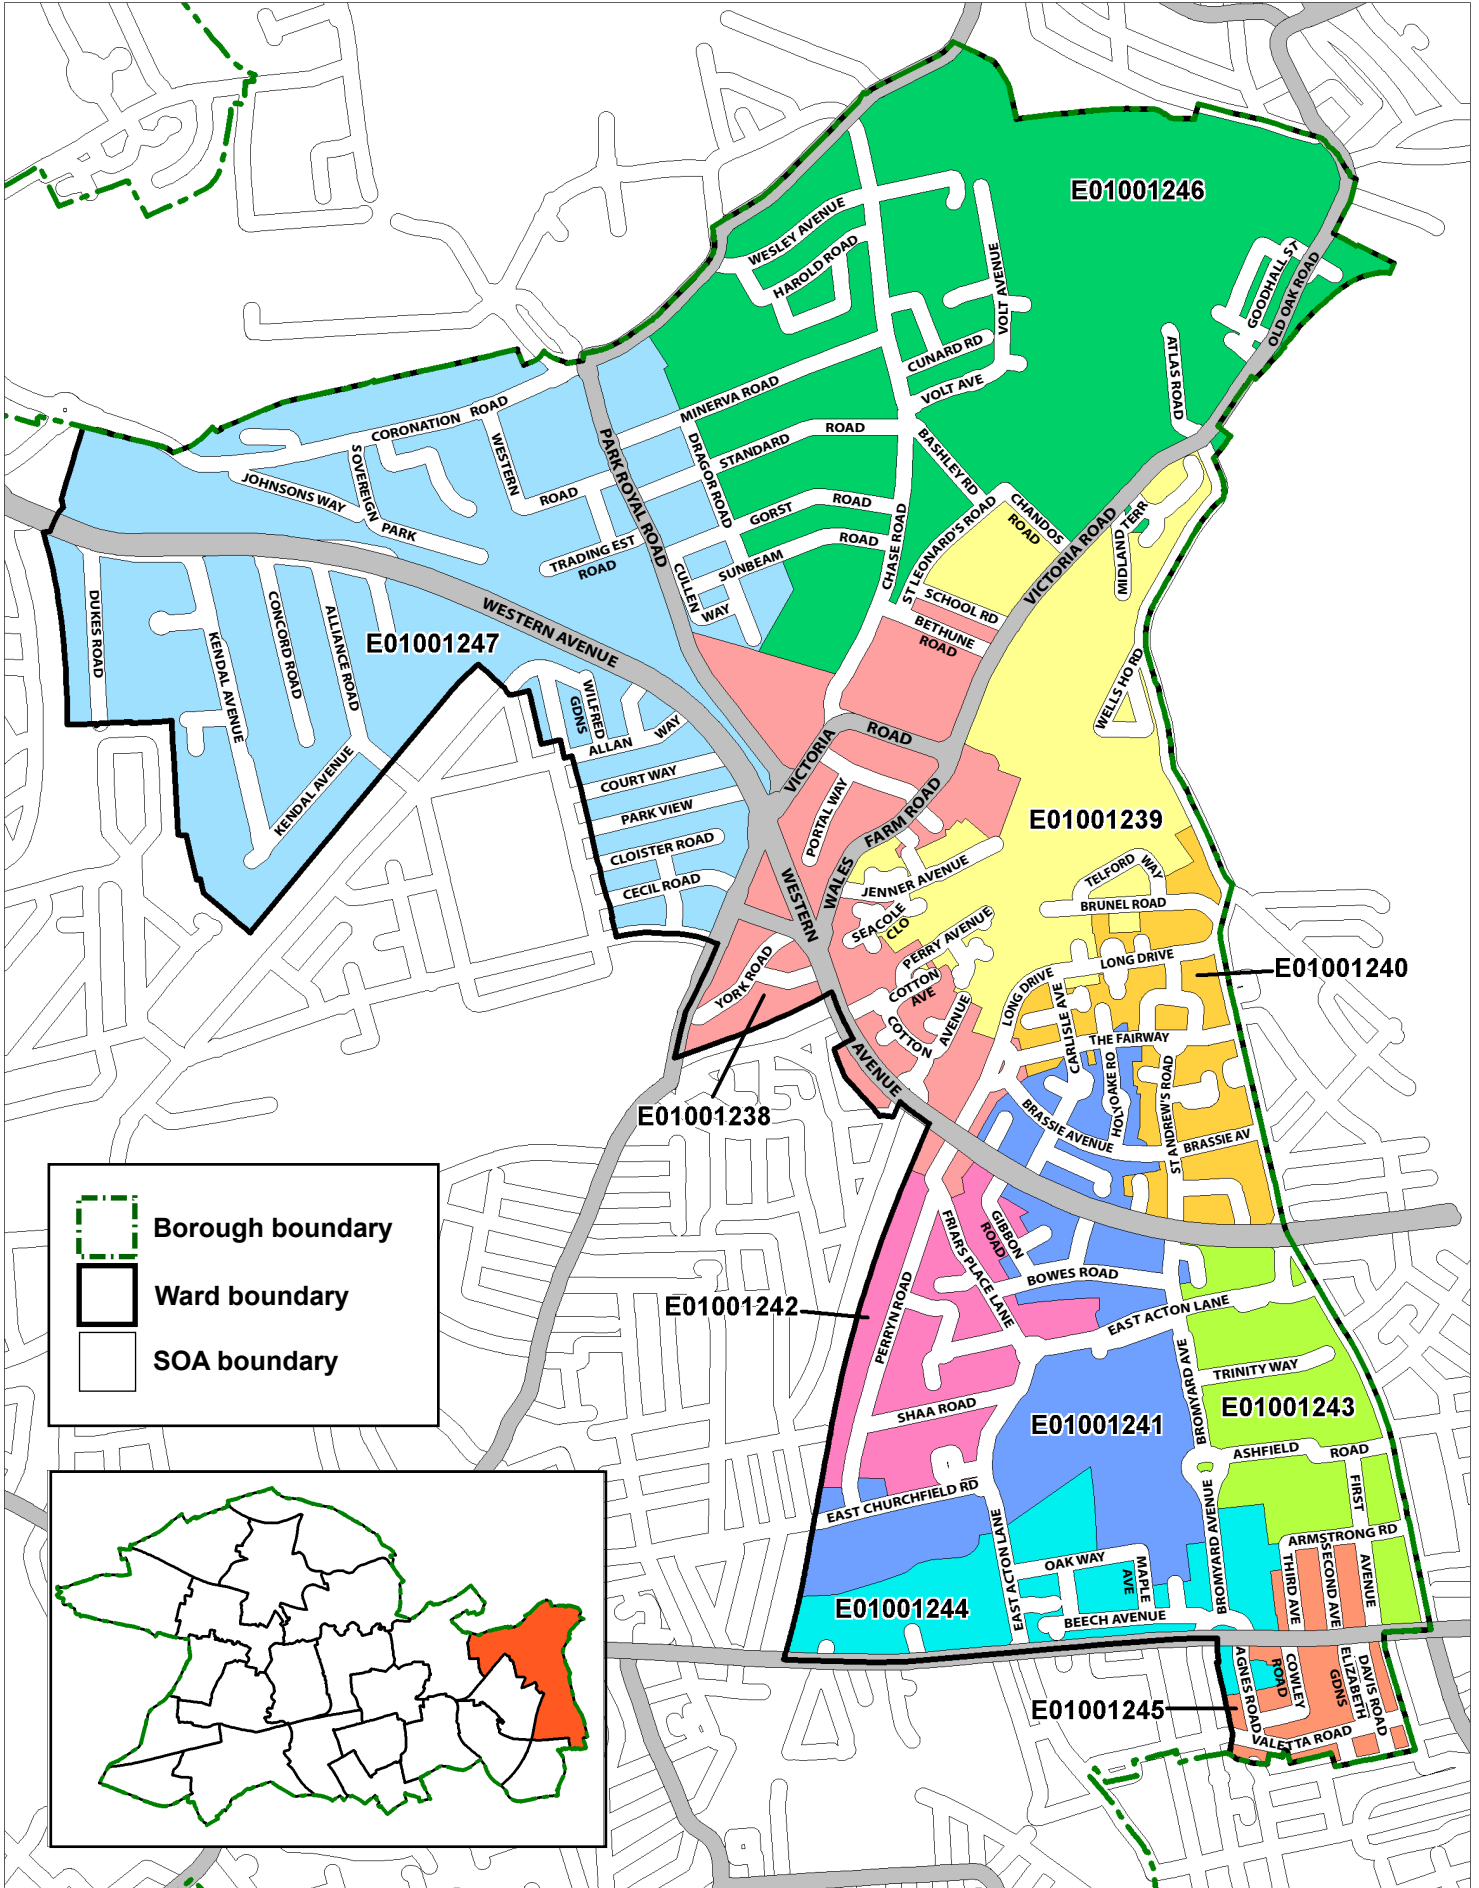 E01001246
WESLEY AVENUE
HAROLD ROAD
VOLT AVENUE
GOODHALL ST
OLD OAK ROAD
ATLAS ROAD
CUNARD RD
VOLT AVE
MINERVA ROAD
CORONATION ROAD
WESTERN
ROAD
PARK ROYAL ROAD
DRAGOR ROAD
STANDARD ROAD
BASHLEY RD
SOVEREIGN
PARK
JOHNSONS WAY
GORST ROAD
CHANDOS
ROAD
ST LEONARD'S ROAD
CHASE ROAD
MIDLAND TERR
VICTORIA ROAD
TRADING EST
ROAD
SUNBEAM ROAD
CULLEN
WAY
DUKES ROAD
KENDAL AVENUE
CONCORD ROAD
ALLIANCE ROAD
WESTERN AVENUE
E01001247
SCHOOL RD
BETHUNE
ROAD
WELLS HO RD
WILFRED
GDNS
ALLAN WAY
KENDAL AVENUE
COURT WAY
PARK VIEW
CLOISTER ROAD
CECIL ROAD
VICTORIA
ROAD
PORTAL WAY
WALES FARM ROAD
E01001239
TELFORD WAY
BRUNEL ROAD
JENNER AVENUE
WESTERN
SEACOLE
CLO
PERRY AVENUE
YORK ROAD
COTTON
AVE
LONG DRIVE
LONG DRIVE
E01001240
COTTON
AVENUE
CARLISLE AVE
THE FAIRWAY
AVENUE
HOLYOAKE RO
ST ANDREW'S ROAD
E01001238
BRASSIE AVENUE
BRASSIE AV
Borough boundary
Ward boundary
SOA boundary
GIBBON
ROAD
FRIARS PLACE LANE
BOWES ROAD
E01001242
PERRYN ROAD
EAST ACTON LANE
BROMYARD AVE
TRINITY WAY
SHAA ROAD
E01001241
E01001243
ASHFIELD ROAD
FIRST
AVENUE
EAST CHURCHFIELD RD
EAST ACTON LANE
BROMYARD AVENUE
ARMSTRONG RD
OAK WAY
MAPLE
AVE
THIRD AVE
SECOND AVE
E01001244
BEECH AVENUE
AGNES ROAD
COWLEY
ROAD
ELIZABETH
GDNS
DAVIS ROAD
E01001245
VALETTA ROAD